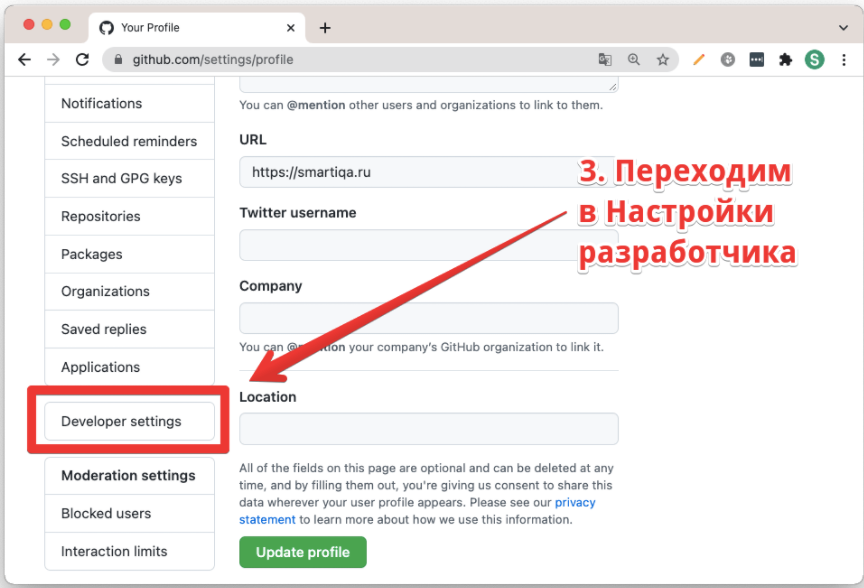 Your Profile
github.com/settings/profile
S
Notifications
Scheduled reminders
SSH and GPG keys
Repositories
Packages
Organizations
Saved replies
Applications
Developer settings
Moderation settings
Blocked users
Interaction limits
You can @mention other users and organizations to link to them.
URL
https://smartiqa.ru
Twitter username
Company
You can @mention your company's GitHub organization to link it.
Location
All of the fields on this page are optional and can be deleted at any
time, and by filling them out, you're giving us consent to share this
data wherever your user profile appears. Please see our privacy
statement to learn more about how we use this information.
Update profile
3. Переходим
в Настройки
разработчика